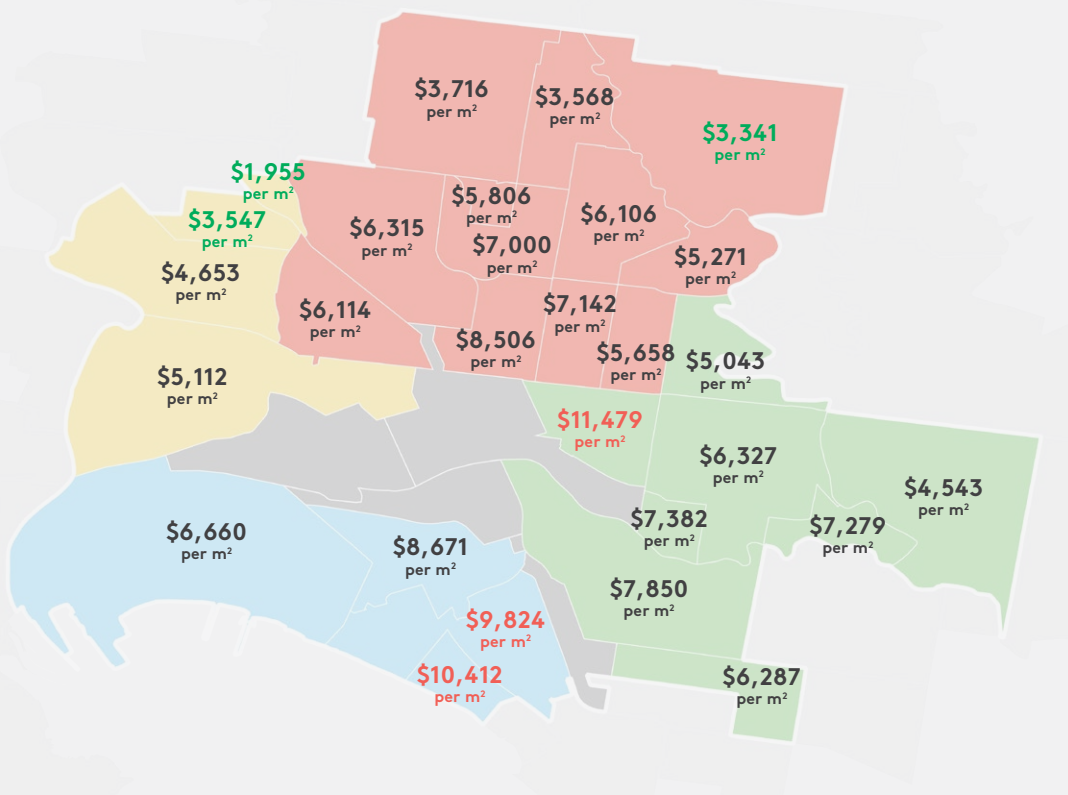 $3,716
per m²
$3,568
per m²
$3,341
per m²
$1,955
per m²
$3,547
per m²
$5,806
per m²
$6,315
per m²
$6,106
per m²
$7,000
per m²
$4,653
per m²
$5,271
per m²
$6,114
per m²
$7,142
per m²
$8,506
per m²
$5,658
per m²
$5,043
per m²
$5,112
per m²
$11,479
per m²
$6,327
per m²
$4,543
per m²
$6,660
per m²
$7,382
per m²
$7,279
per m²
$8,671
per m²
$7,850
per m²
$9,824
per m²
$10,412
per m²
$6,287
per m²